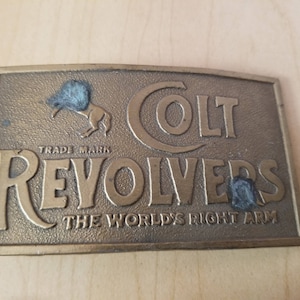 COLT
TRADE MARK
REVOLVERS
THE WORLD'S RIGHT ARM